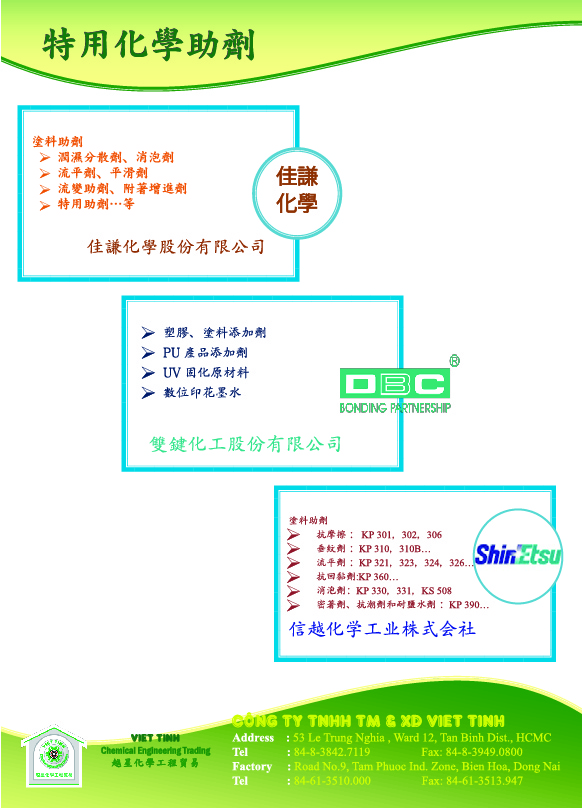 特用化學助劑
塗料助劑
潤濕分散劑、消泡劑
流平劑、平滑劑
流變助劑、附著增進劑
特用助劑…等
佳謙
化學
佳謙化學股份有限公司
塑膠、塗料添加劑
PU 產品添加劑
UV 固化原材料
數位印花墨水
DBC®
BONDING PARTNERSHIP
雙鍵化工股份有限公司
塗料助劑
抗摩擦： KP 301，302，306
垂紋劑：KP 310，310B…
流平劑：KP 321，323，324，326…
抗回黏劑:KP 360…
消泡劑：KP 330，331，KS 508
密著劑、抗潮劑和耐鹽水劑：KP 390…
ShinEtsu
信越化学工业株式会社
CÔNG TY TNHH TM & XD VIET TINH
VIET TINH
Chemical Engineering Trading
越星化學工程貿易
Address : 53 Le Trung Nghia , Ward 12, Tan Binh Dist., HCMC
Tel : 84-8-3842.7119 Fax: 84-8-3949.0800
Factory : Road No.9, Tam Phuoc Ind. Zone, Bien Hoa, Dong Nai
Tel : 84-61-3510.000 Fax: 84-61-3513.947